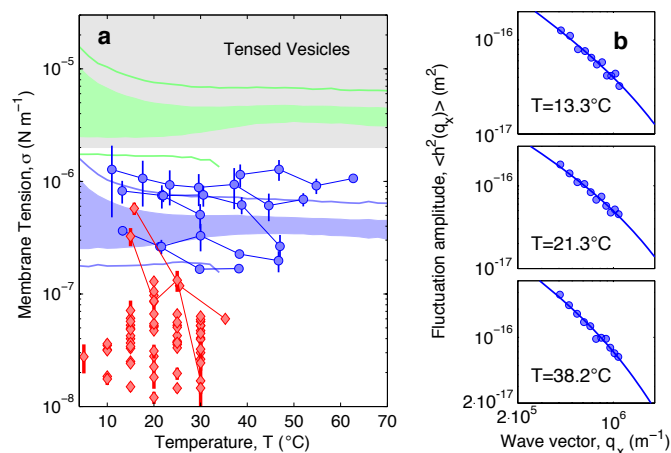 a
Tensed Vesicles
Membrane Tension, σ (N m⁻¹)
10⁻⁵
10⁻⁶
10⁻⁷
10⁻⁸
10 20 30 40 50 60 70
Temperature, T (°C)
b
Fluctuation amplitude, <h²(qₓ)> (m²)
10⁻¹⁶
T=13.3°C
10⁻¹⁷
10⁻¹⁶
T=21.3°C
10⁻¹⁷
10⁻¹⁶
T=38.2°C
2·10⁻¹⁷
2·10⁵ 10⁶
Wave vector, qₓ (m⁻¹)